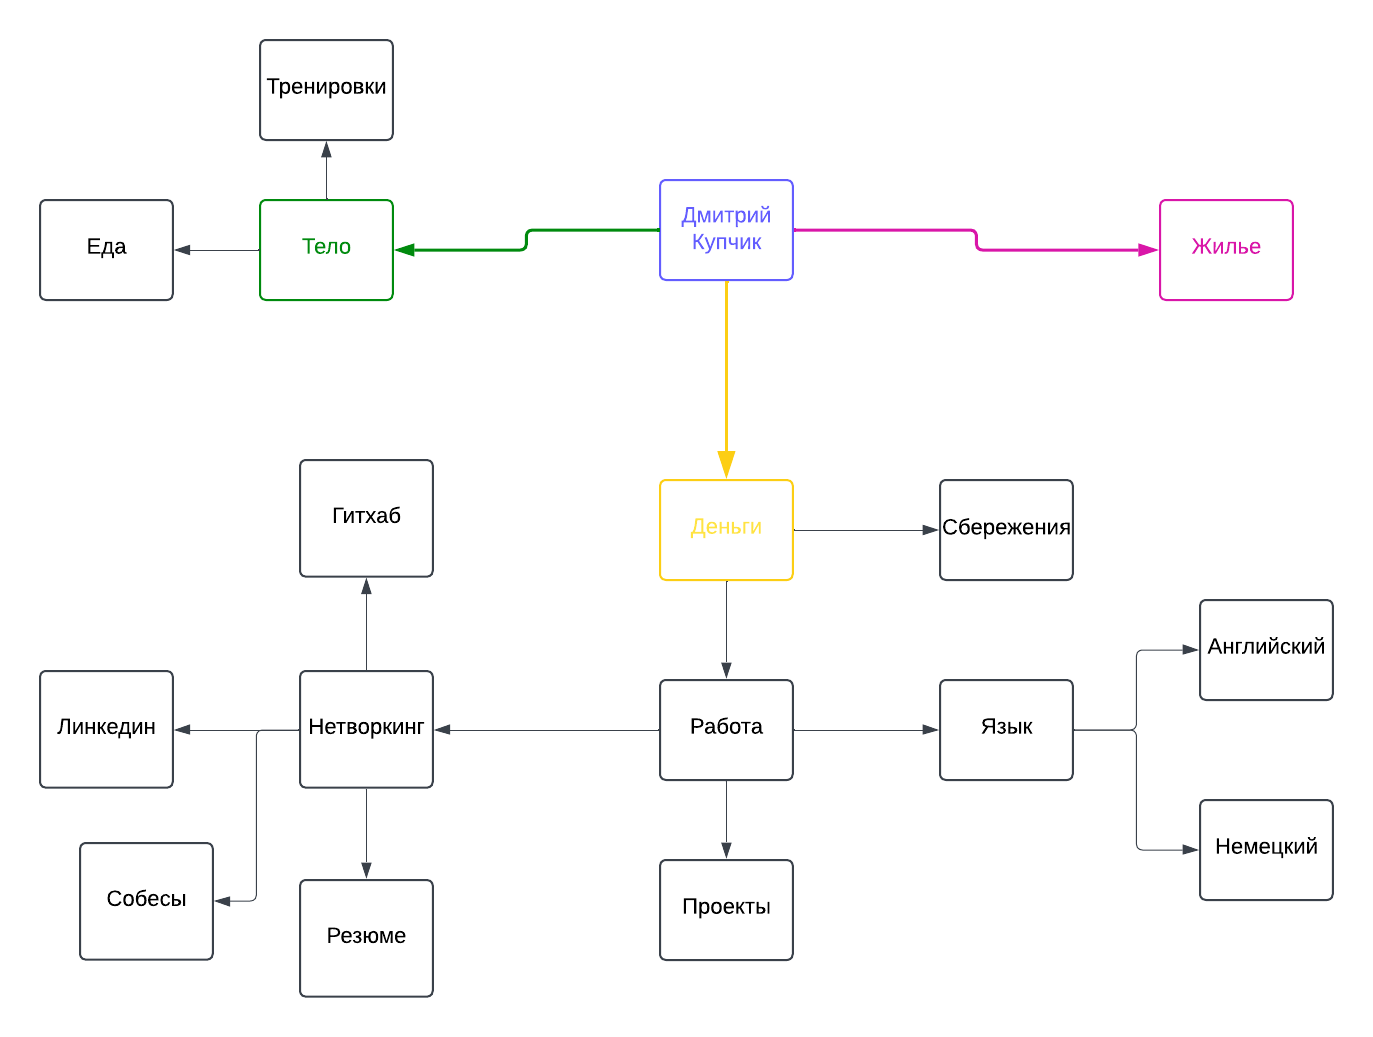 Тренировки
Дмитрий
Купчик
Еда
Тело
Жилье
Гитхаб
Деньги
Сбережения
Английский
Линкедин
Нетворкинг
Работа
Язык
Немецкий
Собесы
Резюме
Проекты